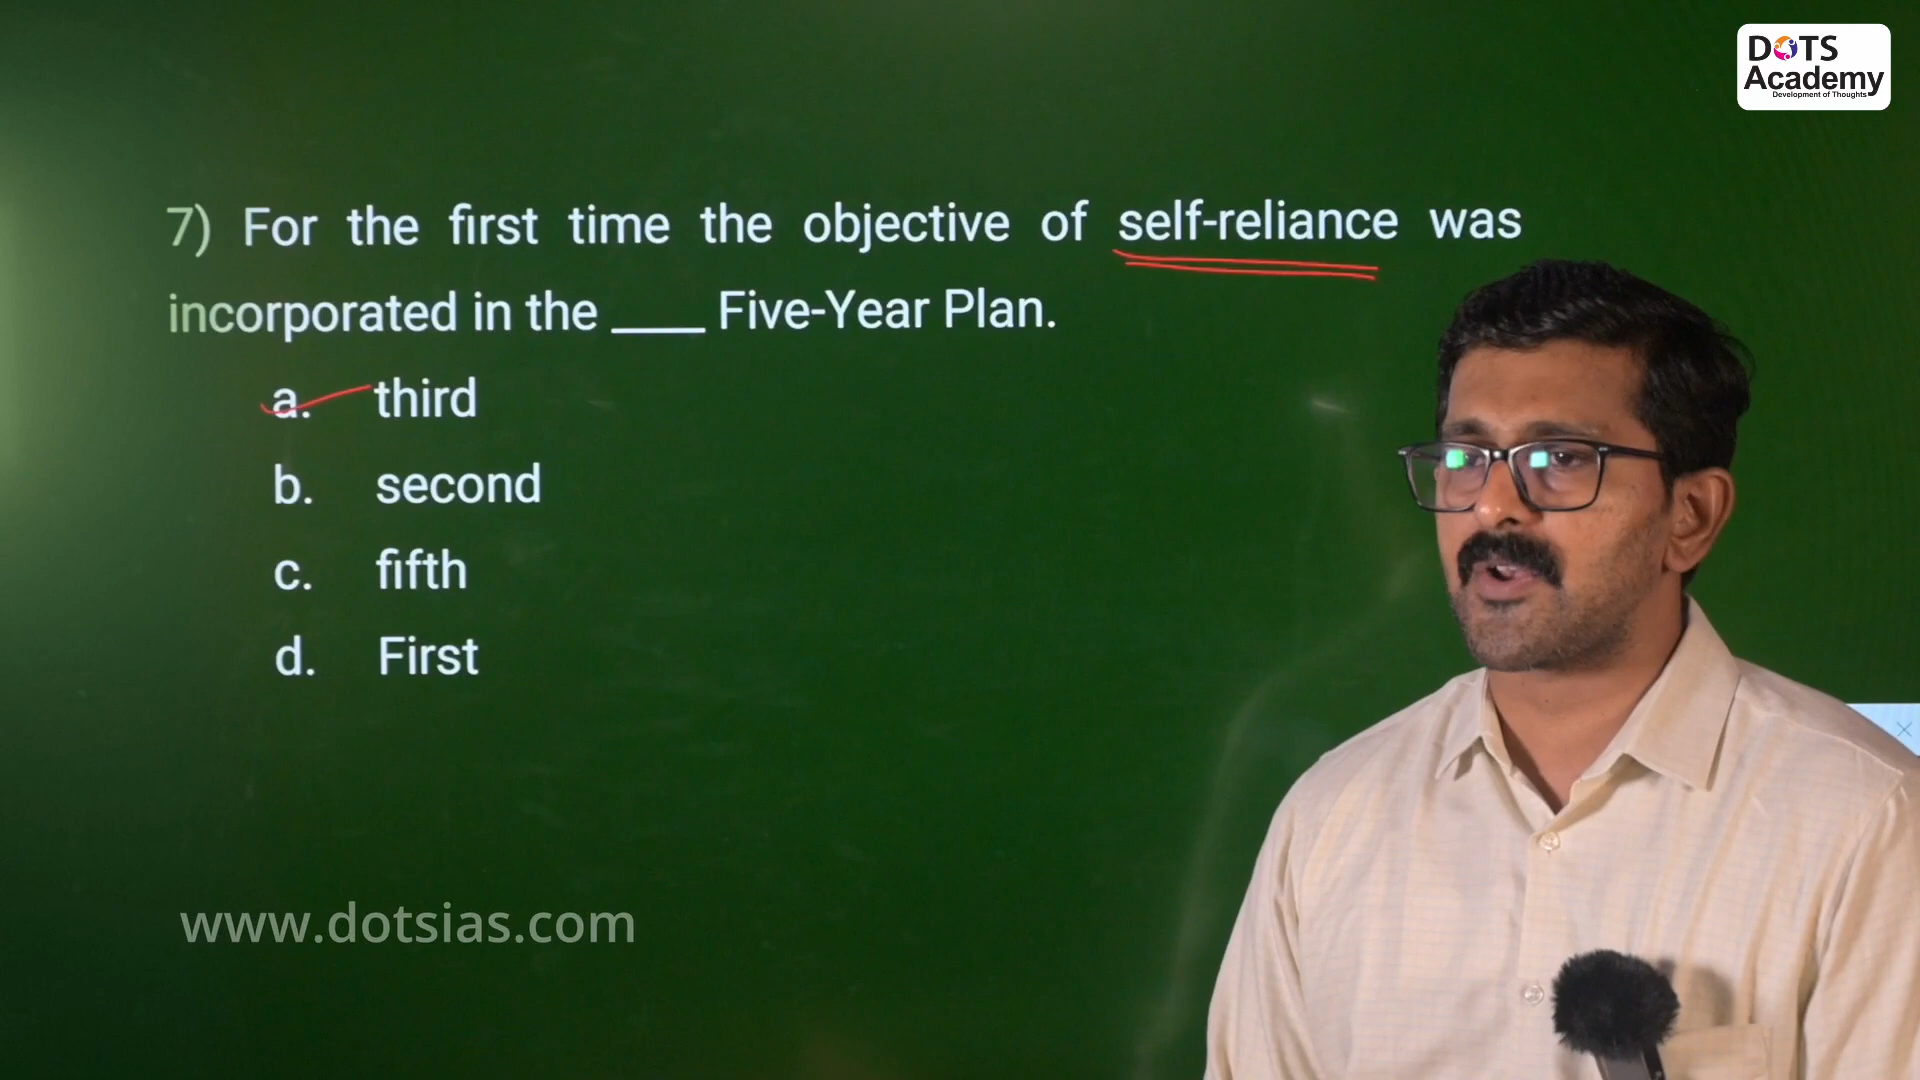 DOTS
Academy
Development of Thoughts
7) For the first time the objective of self-reliance was
incorporated in the ____ Five-Year Plan.
a. third
b. second
c. fifth
d. First
www.dotsias.com